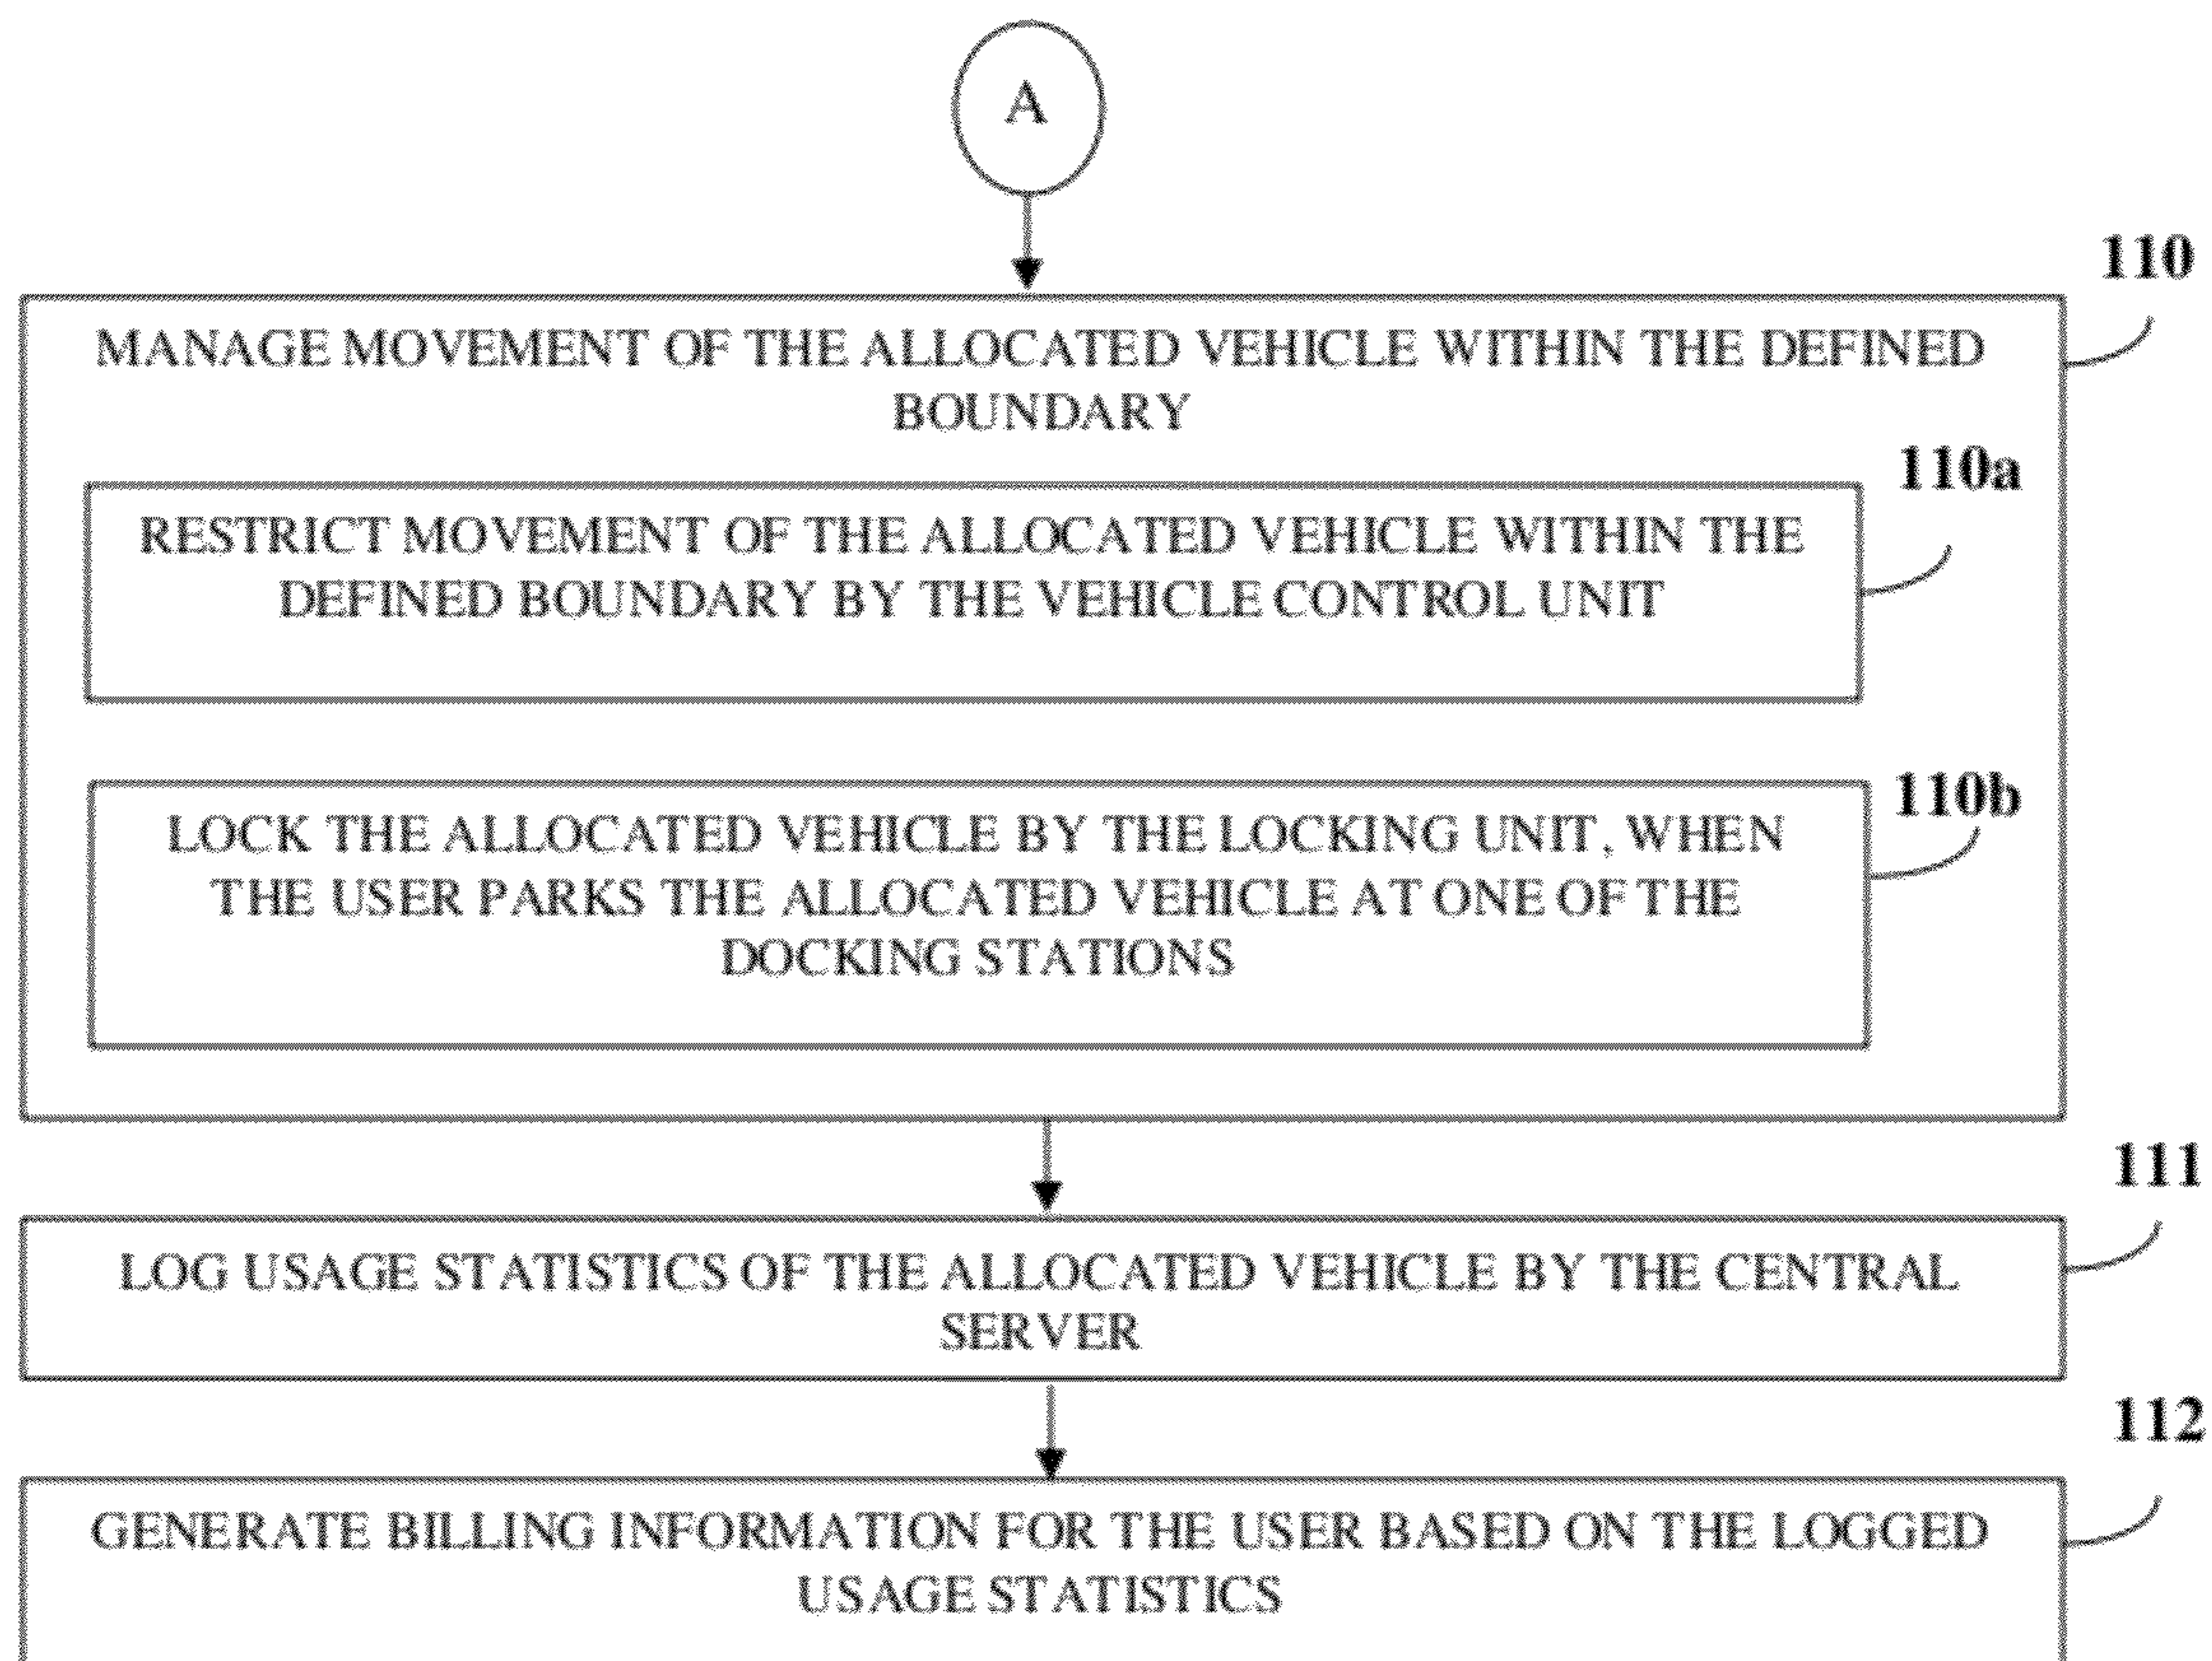 A
110
MANAGE MOVEMENT OF THE ALLOCATED VEHICLE WITHIN THE DEFINED
BOUNDARY
110a
RESTRICT MOVEMENT OF THE ALLOCATED VEHICLE WITHIN THE
DEFINED BOUNDARY BY THE VEHICLE CONTROL UNIT
110b
LOCK THE ALLOCATED VEHICLE BY THE LOCKING UNIT, WHEN
THE USER PARKS THE ALLOCATED VEHICLE AT ONE OF THE
DOCKING STATIONS
111
LOG USAGE STATISTICS OF THE ALLOCATED VEHICLE BY THE CENTRAL
SERVER
112
GENERATE BILLING INFORMATION FOR THE USER BASED ON THE LOGGED
USAGE STATISTICS